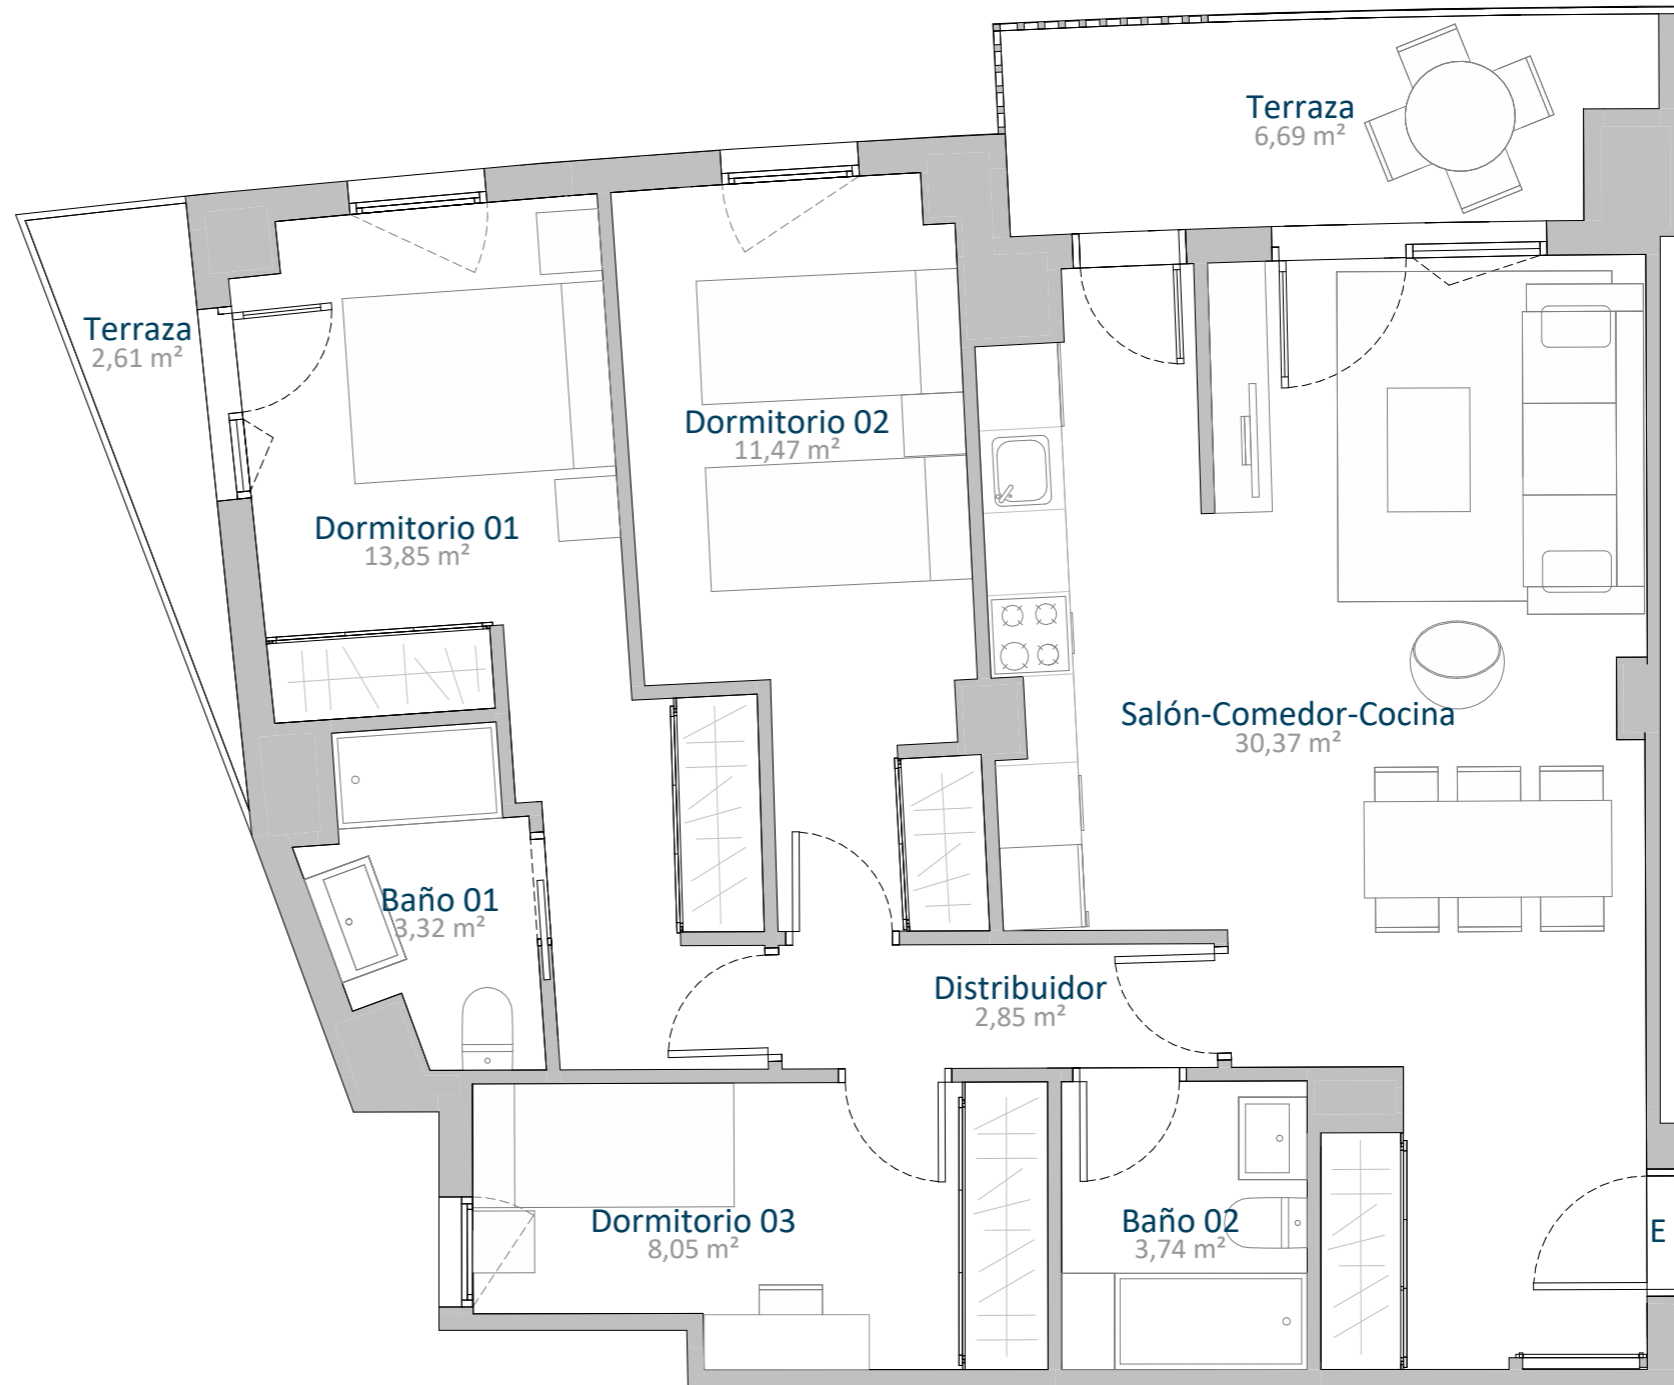 Terraza
6,69 m²
Terraza
2,61 m²
Dormitorio 02
11,47 m²
Dormitorio 01
13,85 m²
Salón-Comedor-Cocina
30,37 m²
Baño 01
3,32 m²
Distribuidor
2,85 m²
Dormitorio 03
8,05 m²
Baño 02
3,74 m²
E